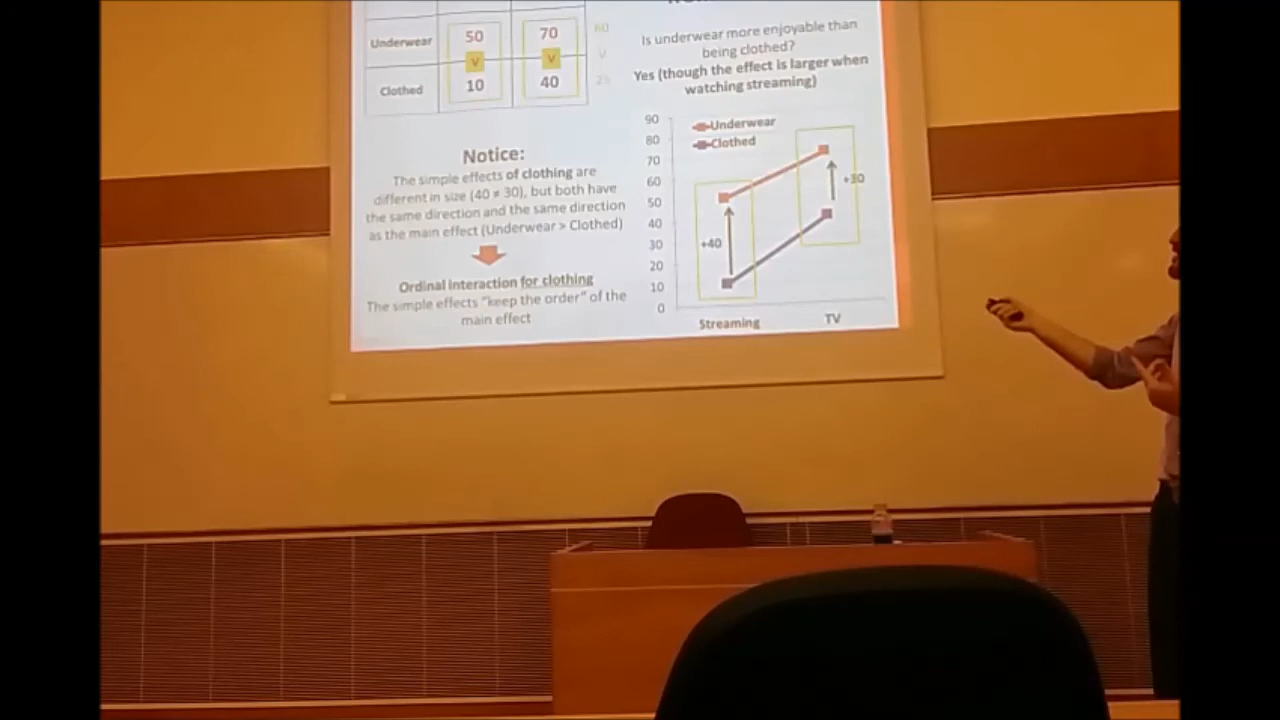 Underwear 50 70 60
V V V
Clothed 10 40 25
Notice:
The simple effects of clothing are
different in size (40 ≠ 30), but both have
the same direction and the same direction
as the main effect (Underwear > Clothed)
Ordinal interaction for clothing
The simple effects "keep the order" of the
main effect
Is underwear more enjoyable than
being clothed?
Yes (though the effect is larger when
watching streaming)
90
80
70
60
50
40
30
20
10
0
Underwear
Clothed
+40
+30
Streaming TV